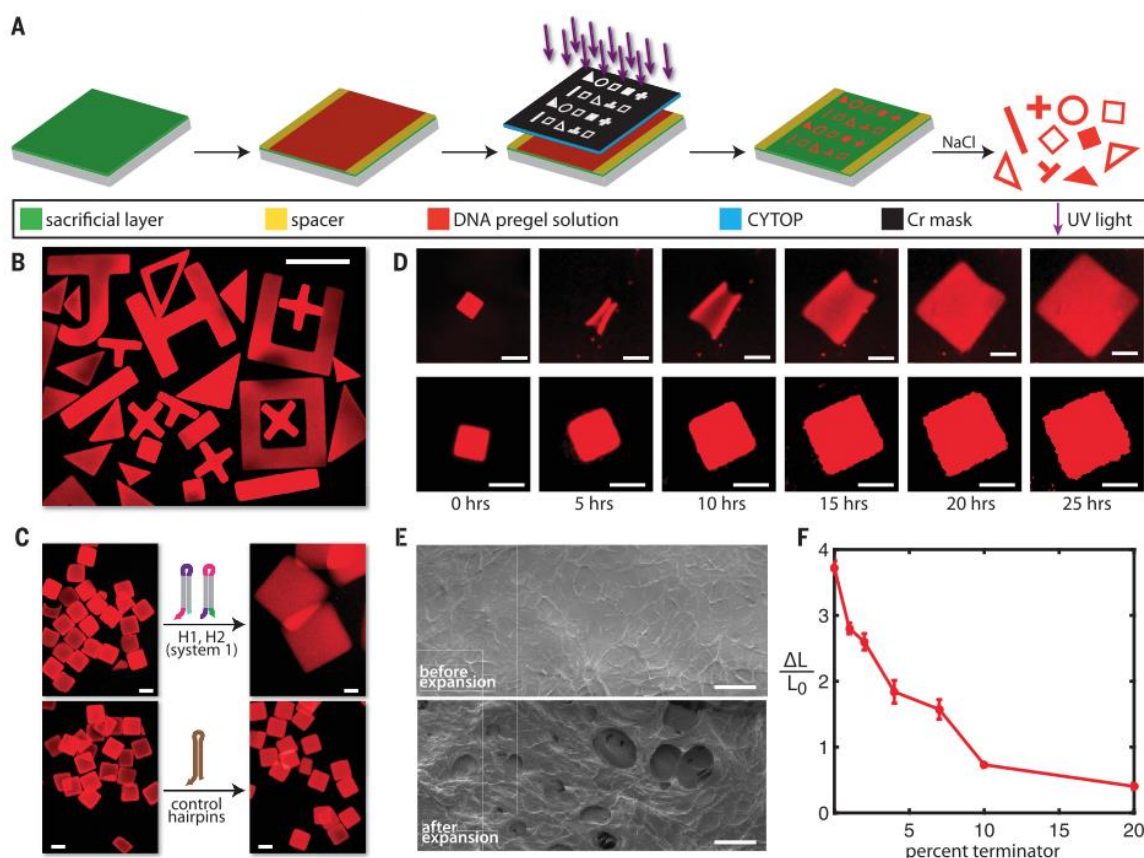 A
NaCl
sacrificial layer
spacer
DNA pregel solution
CYTOP
Cr mask
UV light
B
D
0 hrs
5 hrs
10 hrs
15 hrs
20 hrs
25 hrs
C
H1, H2
(system 1)
control
hairpins
E
before
expansion
after
expansion
F
4
3
2
1
0
ΔL
L0
5
10
15
20
percent terminator